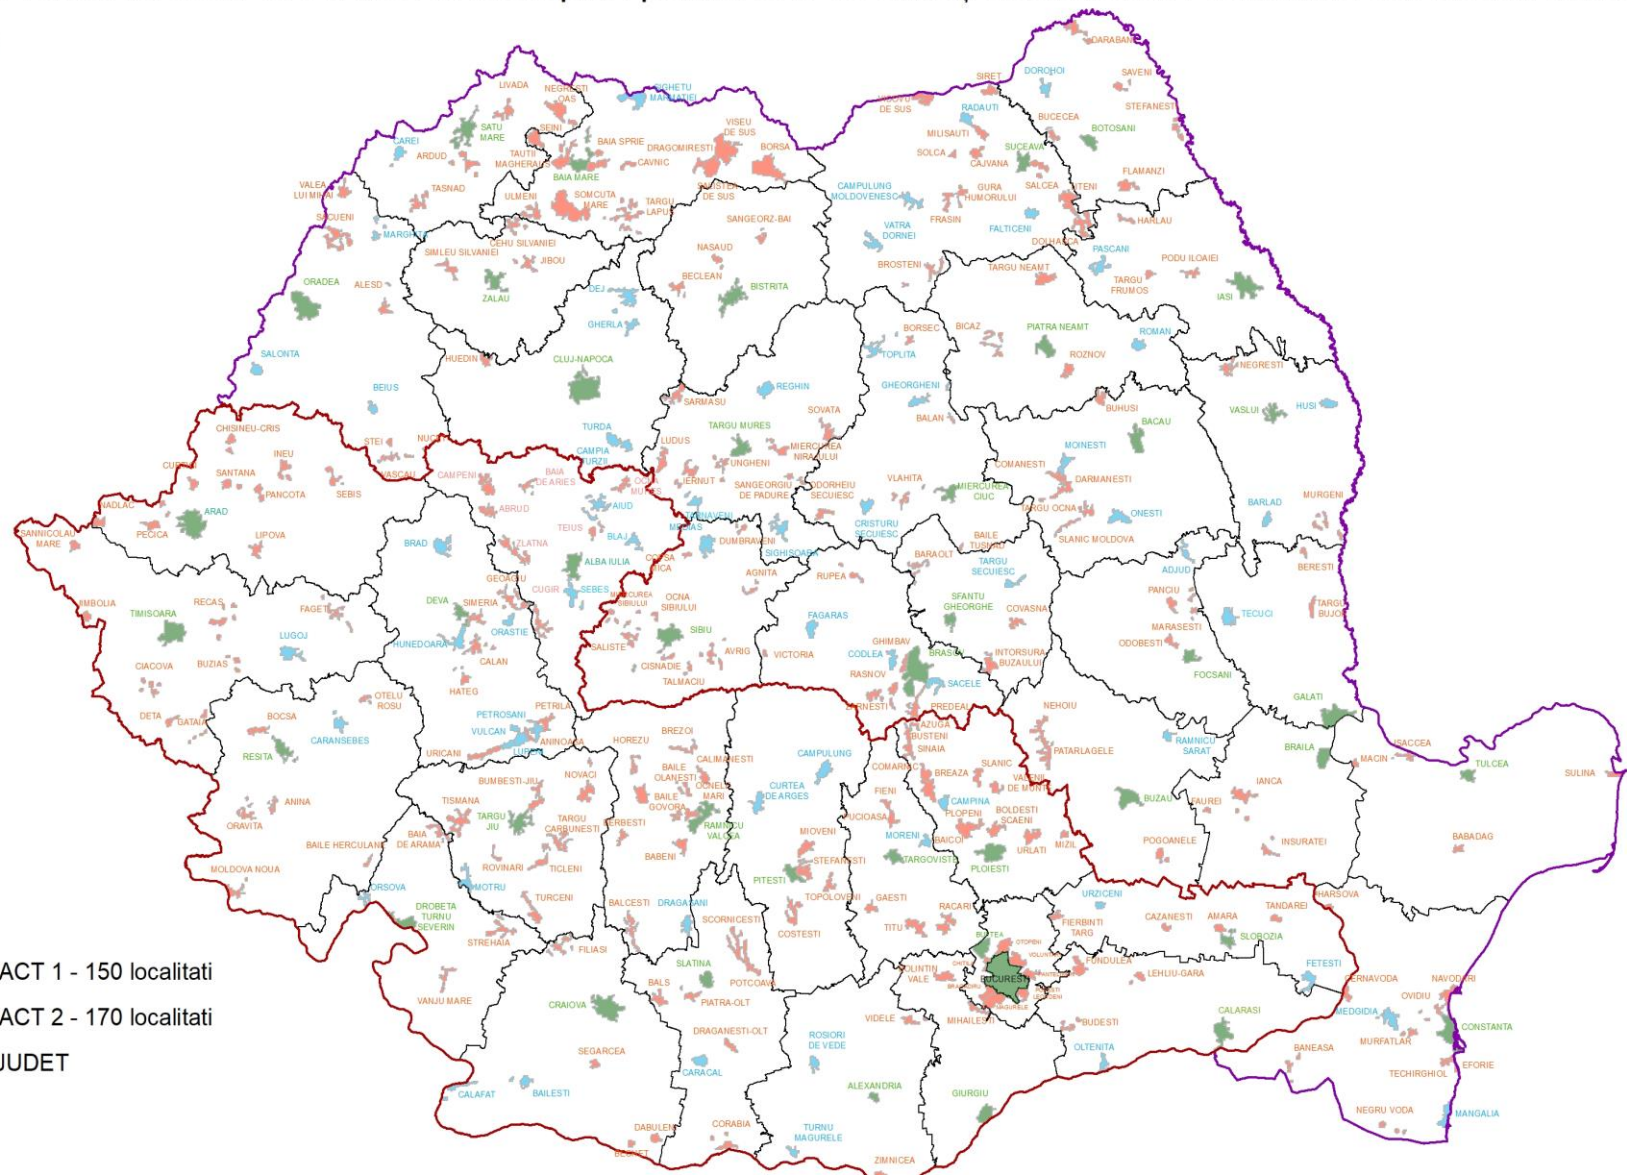 DARABANI
DOROHOI
SAVENI
SIRET
STEFANESTI
LIVADA
NEGRESTI
OAS
SIGHETU
MARMATIEI
VICOVU
DE SUS
RADAUTI
BUCECEA
BOTOSANI
SATU
MARE
SEINI
VISEU
DE SUS
MILISAUTI
CAREI
ARDUD
TAUTII
MAGHERAUS
BAIA SPRIE
DRAGOMIRESTI
BORSA
SOLCA
CAJVANA
SUCEAVA
CAVNIC
BAIA MARE
FLAMANZI
VALEA
LUI MIHAI
TASNAD
ULMENI
SOMCUTA
MARE
TARGU
LAPUS
SALISTEA
DE SUS
CAMPULUNG
MOLDOVENESC
GURA
HUMORULUI
SALCEA
LITENI
SACUENI
MARGHITA
SANGEORZ-BAI
FRASIN
FALTICENI
HARLAU
VATRA
DORNEI
DOLHASCA
CEHU SILVANIEI
SIMLEU SILVANIEI
JIBOU
NASAUD
PASCANI
PODU ILOAIEI
BROSTENI
TARGU NEAMT
TARGU
FRUMOS
IASI
ORADEA
ALESD
ZALAU
DEJ
BECLEAN
BISTRITA
GHERLA
BORSEC
BICAZ
PIATRA NEAMT
ROMAN
SALONTA
HUEDIN
CLUJ-NAPOCA
TOPLITA
ROZNOV
NEGRESTI
BEIUS
REGHIN
GHEORGHENI
SARMASU
SOVATA
BALAN
BUHUSI
BACAU
VASLUI
HUSI
CHISINEU-CRIS
STEI
NUCET
TURDA
CAMPIA
TURZII
LUDUS
TARGU MURES
MIERCUREA
NIRAJULUI
MOINESTI
INEU
VASCAU
CAMPENI
BAIA
DE ARIES
OCNA
MURES
IERNUT
UNGHENI
SANGEORGIU
DE PADURE
ODORHEIU
SECUIESC
VLAHITA
MIERCUREA
CIUC
COMANESTI
DARMANESTI
SANTANA
PANCOTA
SEBIS
NADLAC
ARAD
ABRUD
AIUD
TARNAVENI
CRISTURU
SECUIESC
TARGU OCNA
ONESTI
BARLAD
MURGENI
SANNICOLAU
MARE
PECICA
LIPOVA
BRAD
TEIUS
BLAJ
MEDIAS
DUMBRAVENI
SIGHISOARA
BAILE
TUSNAD
SLANIC MOLDOVA
ZLATNA
ALBA IULIA
COPSA
MICA
BARAOLT
TARGU
SECUIESC
ADJUD
BERESTI
GEOAGIU
CUGIR
SEBES
MIERCUREA
SIBIULUI
OCNA
SIBIULUI
AGNITA
RUPEA
PANCIU
JIMBOLIA
TIMISOARA
RECAS
FAGET
DEVA
SIMERIA
ORASTIE
SIBIU
FAGARAS
SFANTU
GHEORGHE
COVASNA
MARASESTI
TECUCI
TARGU
BUJOR
LUGOJ
HUNEDOARA
CALAN
SALISTE
CISNADIE
AVRIG
VICTORIA
GHIMBAV
CODLEA
BRASOV
INTORSURA
BUZAULUI
ODOBESTI
FOCSANI
CIACOVA
BUZIAS
HATEG
TALMACIU
RASNOV
SACELE
OTELU
ROSU
ZARNESTI
PREDEAL
NEHOIU
GALATI
DETA
GATAIA
BOCSA
CARANSEBES
PETROSANI
PETRILA
VULCAN
LUPENI
ANINOASA
HOREZU
BREZOI
AZUGA
BUSTENI
SINAIA
PATARLAGELE
RAMNICU
SARAT
BRAILA
ISACCEA
MACIN
TULCEA
RESITA
URICANI
CALIMANESTI
CAMPULUNG
COMARNIC
SLANIC
SULINA
BUMBESTI-JIU
NOVACI
BAILE
OLANESTI
OCNELE
MARI
CURTEA
DE ARGES
BREAZA
VALENII
DE MUNTE
IANCA
ANINA
TISMANA
BAILE
GOVORA
FIENI
CAMPINA
PLOPENI
BOLDESTI
SCAENI
BUZAU
FAUREI
ORAVITA
BAIA
DE ARAMA
TARGU
JIU
TARGU
CARBUNESTI
BERBESTI
RAMNICU
VALCEA
PUCIOASA
MIOVENI
MORENI
BAICOI
BAILE HERCULANE
BABENI
STEFANESTI
TARGOVISTE
PLOIESTI
URLATI
MIZIL
POGOANELE
INSURATEI
BABADAG
ROVINARI
TICLENI
PITESTI
MOLDOVA NOUA
ORSOVA
MOTRU
TURCENI
TOPOLOVENI
GAESTI
URZICENI
HARSOVA
DROBETA
TURNU
SEVERIN
BALCESTI
DRAGASANI
SCORNICESTI
COSTESTI
TITU
RACARI
FIERBINTI
TARG
CAZANESTI
AMARA
TANDAREI
STREHAIA
FILIASI
BUFTEA
OTOPENI
SLOBOZIA
ACT 1 - 150 localitati
SLATINA
POTCOAVA
BOLINTIN
VALE
BUCURESTI
FUNDULEA
LEHLIU-GARA
FETESTI
CERNAVODA
NAVODARI
VANJU MARE
CRAIOVA
BALS
PIATRA-OLT
MAGURELE
OVIDIU
ACT 2 - 170 localitati
VIDELE
MIHAILESTI
BUDESTI
CALARASI
MEDGIDIA
CONSTANTA
DRAGANESTI-OLT
ROSIORI
DE VEDE
MURFATLAR
JUDET
SEGARCEA
CARACAL
OLTENITA
BANEASA
TECHIRGHIOL
EFORIE
CALAFAT
BAILESTI
ALEXANDRIA
GIURGIU
NEGRU VODA
MANGALIA
DABULENI
CORABIA
TURNU
MAGURELE
BECHET
ZIMNICEA